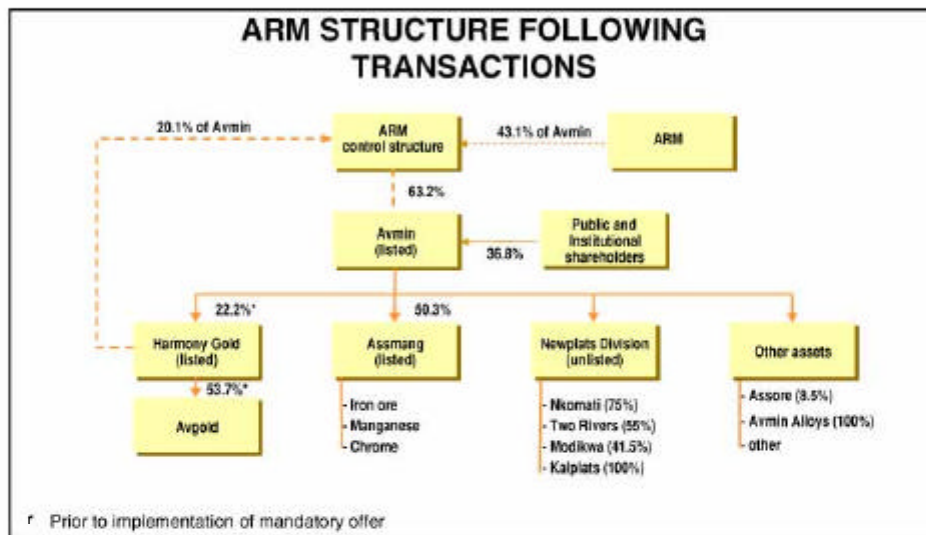 ARM STRUCTURE FOLLOWING
TRANSACTIONS
20.1% of Avmin
ARM
control structure
43.1% of Avmin
ARM
63.2%
Avmin
(listed)
36.8%
Public and
Institutional
shareholders
22.2%*
50.3%
Harmony Gold
(listed)
Assmang
(listed)
Newplats Division
(unlisted)
Other assets
53.7%*
Avgold
- Iron ore
- Manganese
- Chrome
- Nkomati (75%)
- Two Rivers (55%)
- Modikwa (41.5%)
- Kalplats (100%)
- Assore (8.5%)
- Avmin Alloys (100%)
- other
* Prior to implementation of mandatory offer